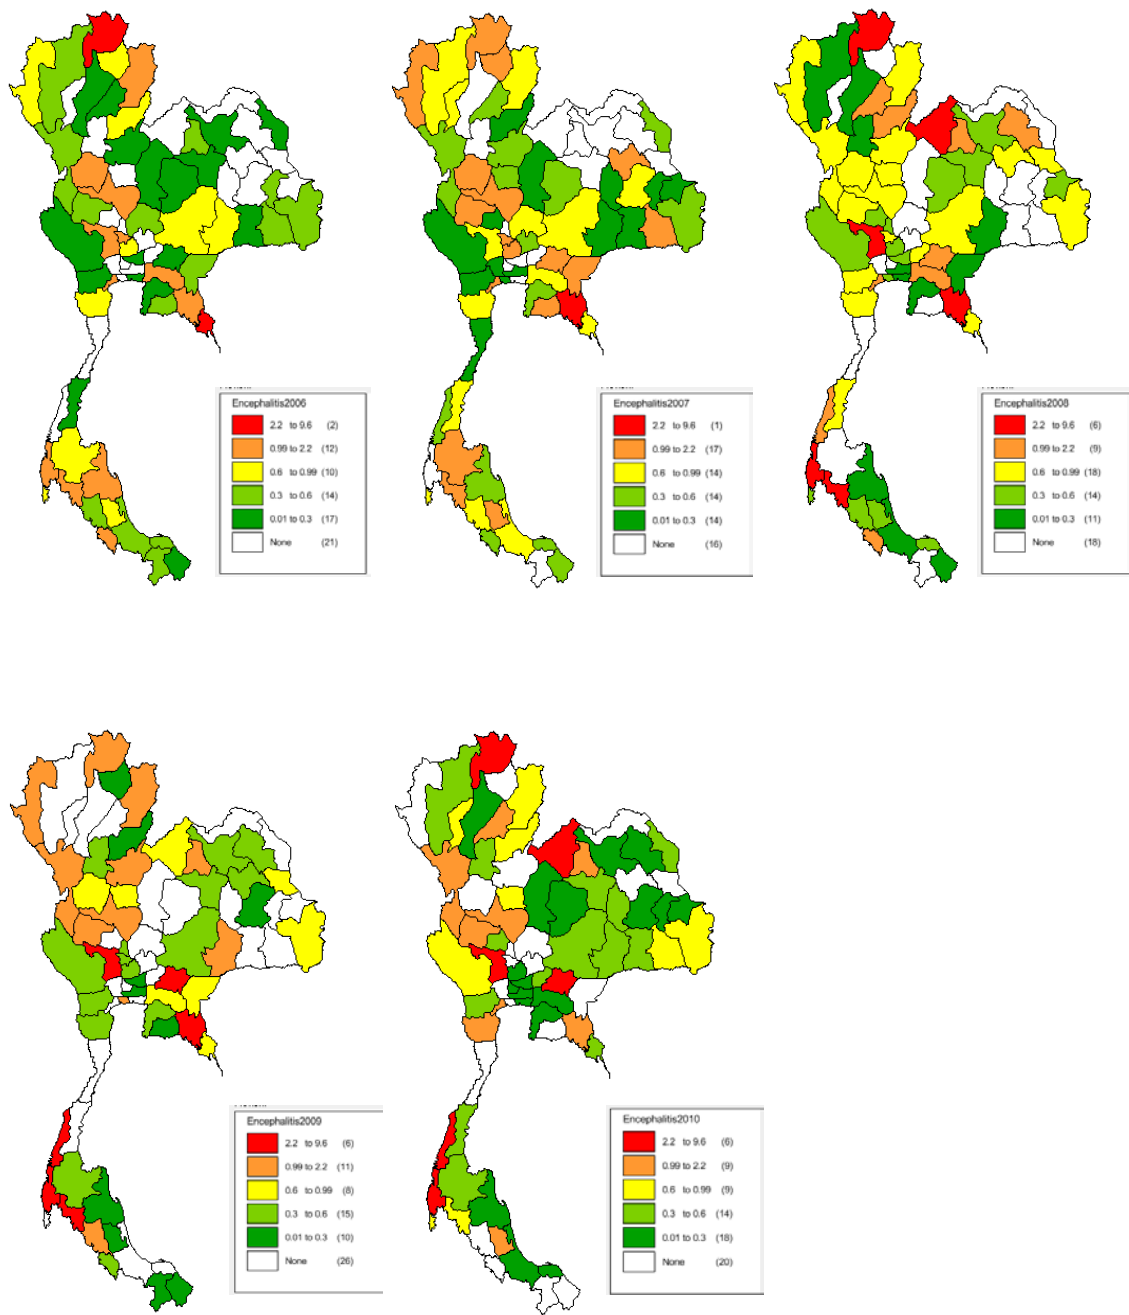 Encephalitis2006
2.2 to 9.6 (2)
0.99 to 2.2 (12)
0.6 to 0.99 (10)
0.3 to 0.6 (14)
0.01 to 0.3 (17)
None (21)
Encephalitis2007
2.2 to 9.6 (1)
0.99 to 2.2 (17)
0.6 to 0.99 (14)
0.3 to 0.6 (14)
0.01 to 0.3 (14)
None (16)
Encephalitis2008
2.2 to 9.6 (6)
0.99 to 2.2 (9)
0.6 to 0.99 (18)
0.3 to 0.6 (14)
0.01 to 0.3 (11)
None (18)
Encephalitis2009
2.2 to 9.6 (6)
0.99 to 2.2 (11)
0.6 to 0.99 (8)
0.3 to 0.6 (15)
0.01 to 0.3 (10)
None (26)
Encephalitis2010
2.2 to 9.6 (6)
0.99 to 2.2 (9)
0.6 to 0.99 (9)
0.3 to 0.6 (14)
0.01 to 0.3 (18)
None (20)